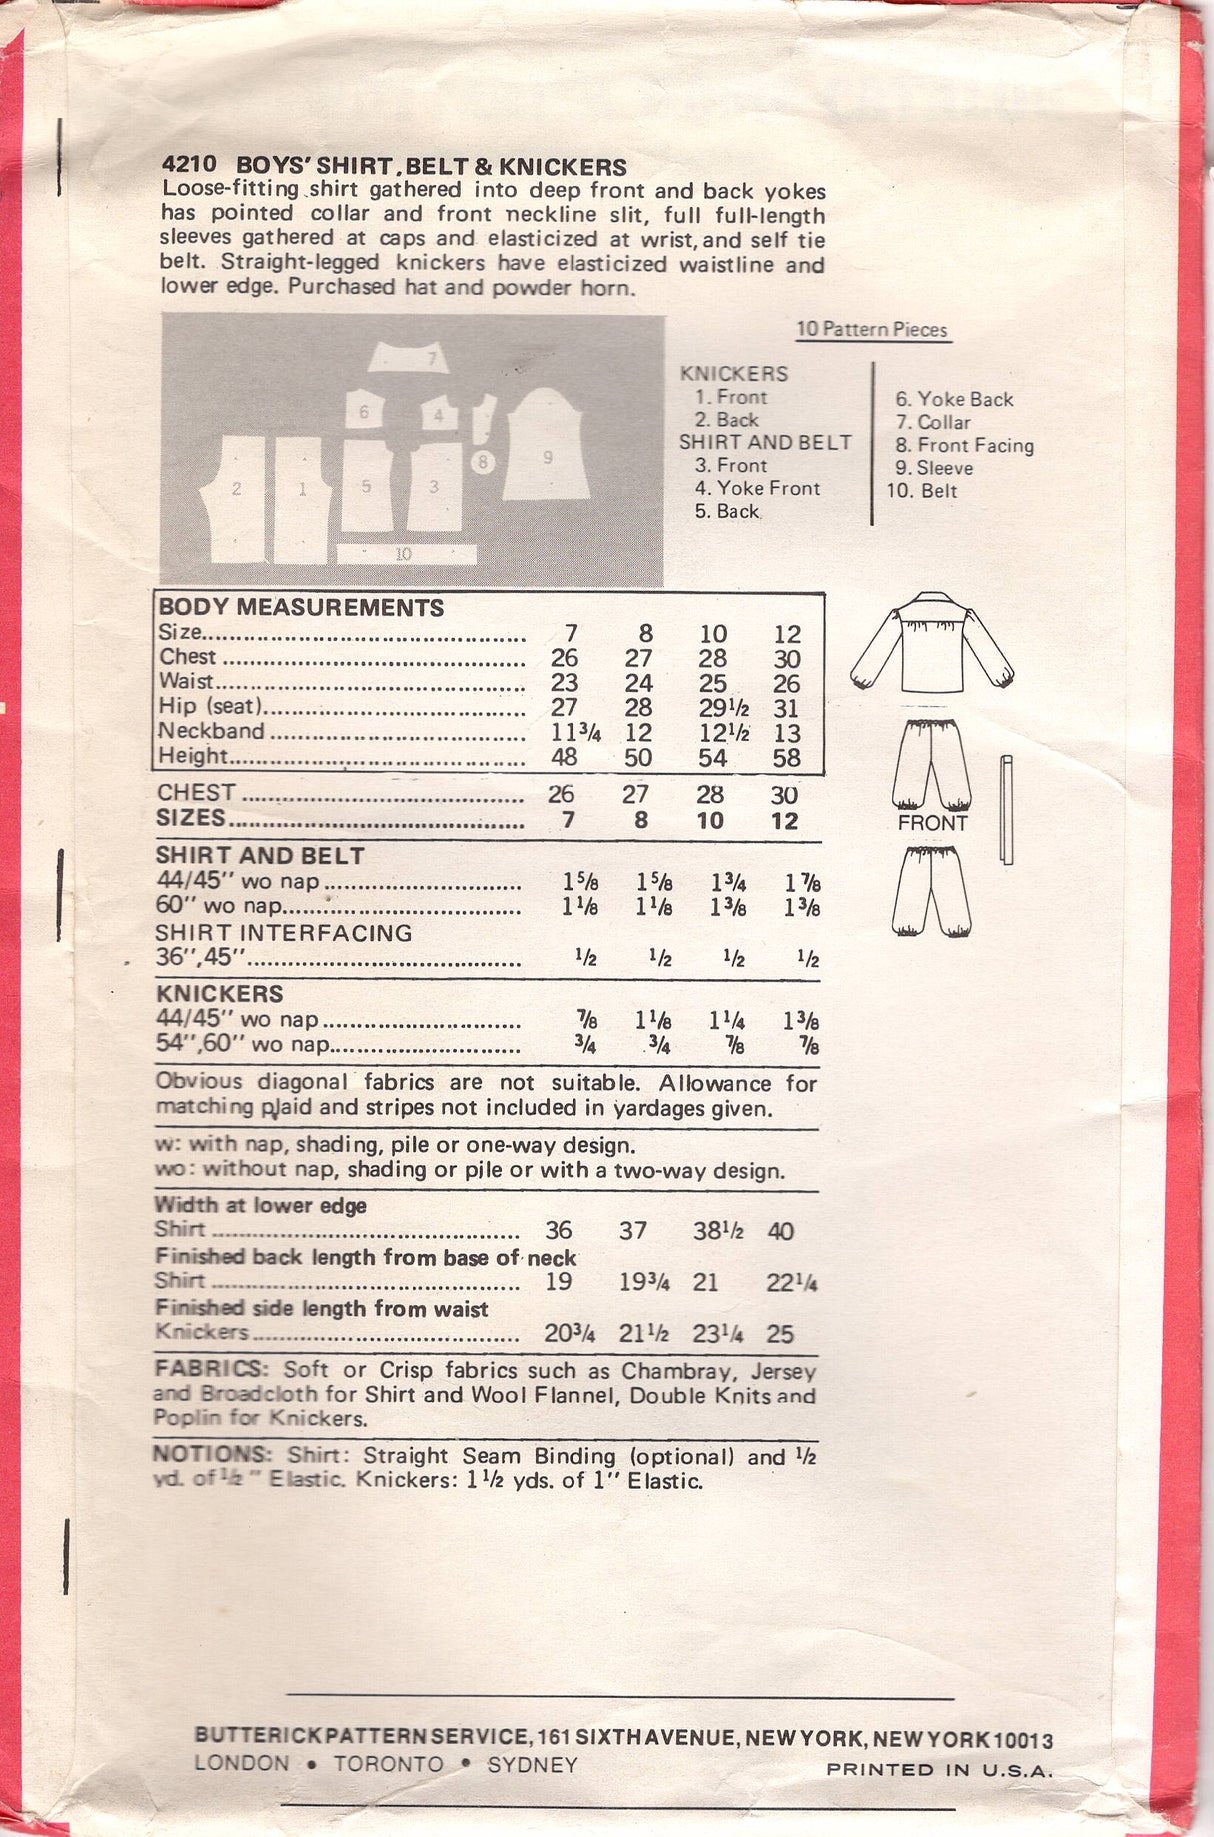 4210 BOYS' SHIRT, BELT & KNICKERS
Loose-fitting shirt gathered into deep front and back yokes
has pointed collar and front neckline slit, full full-length
sleeves gathered at caps and elasticized at wrist, and self tie
belt. Straight-legged knickers have elasticized waistline and
lower edge. Purchased hat and powder horn.
10 Pattern Pieces
KNICKERS
1. Front
2. Back
SHIRT AND BELT
3. Front
4. Yoke Front
5. Back
6. Yoke Back
7. Collar
8. Front Facing
9. Sleeve
10. Belt
7
6 4
8 9
2 1 5 3
10
BODY MEASUREMENTS
Size 7 8 10 12
Chest 26 27 28 30
Waist 23 24 25 26
Hip (seat) 27 28 29½ 31
Neckband 11¾ 12 12½ 13
Height 48 50 54 58
CHEST 26 27 28 30
SIZES 7 8 10 12
FRONT
SHIRT AND BELT
44/45" wo nap 1⅝ 1⅝ 1¾ 1⅞
60" wo nap 1⅛ 1⅛ 1⅜ 1⅜
SHIRT INTERFACING
36",45" ½ ½ ½ ½
KNICKERS
44/45" wo nap ⅞ 1⅛ 1¼ 1⅜
54",60" wo nap ¾ ¾ ⅞ ⅞
Obvious diagonal fabrics are not suitable. Allowance for
matching plaid and stripes not included in yardages given.
w: with nap, shading, pile or one-way design.
wo: without nap, shading or pile or with a two-way design.
Width at lower edge
Shirt 36 37 38½ 40
Finished back length from base of neck
Shirt 19 19¾ 21 22¼
Finished side length from waist
Knickers 20¾ 21½ 23¼ 25
FABRICS: Soft or Crisp fabrics such as Chambray, Jersey
and Broadcloth for Shirt and Wool Flannel, Double Knits and
Poplin for Knickers.
NOTIONS: Shirt: Straight Seam Binding (optional) and ½
yd. of ½" Elastic. Knickers: 1½ yds. of 1" Elastic.
BUTTERICK PATTERN SERVICE, 161 SIXTH AVENUE, NEW YORK, NEW YORK 10013
LONDON • TORONTO • SYDNEY PRINTED IN U.S.A.